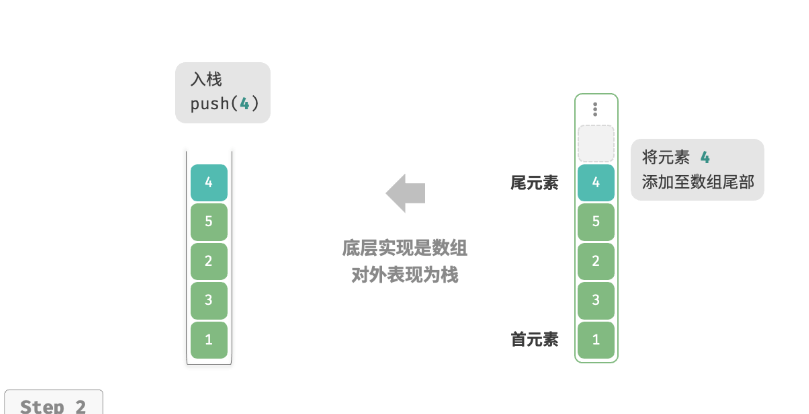 入栈
push(4)
4
5
2
3
1
底层实现是数组
对外表现为栈
尾元素
首元素
4
5
2
3
1
将元素 4
添加至数组尾部
Step 2